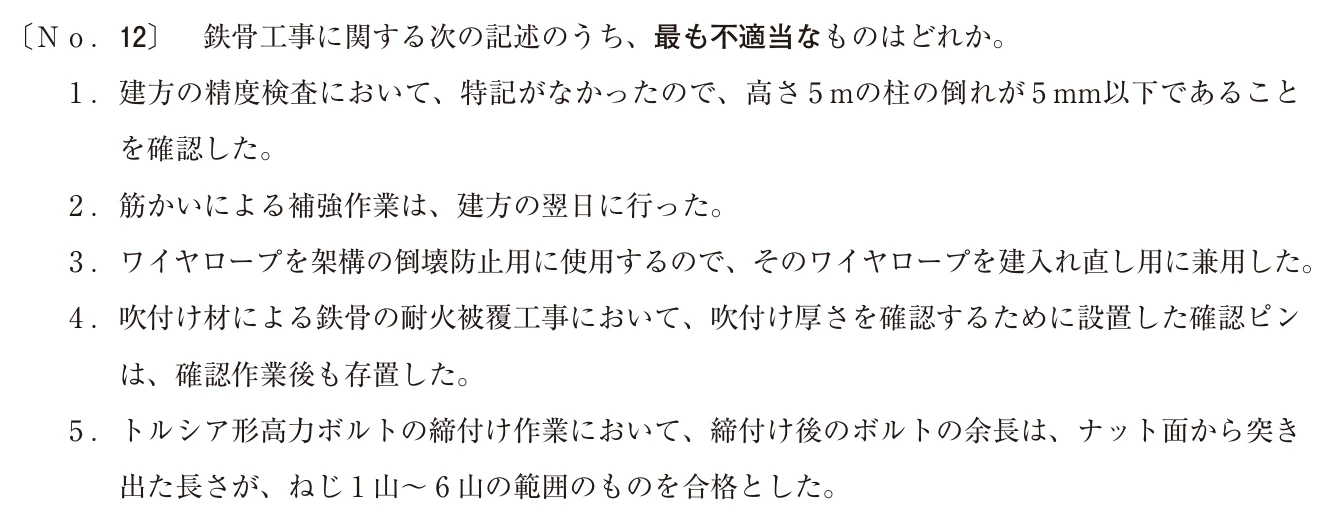 〔Ｎｏ．12〕　鉄骨工事に関する次の記述のうち、最も不適当なものはどれか。
１．建方の精度検査において、特記がなかったので、高さ５mの柱の倒れが５mm以下であること
を確認した。
２．筋かいによる補強作業は、建方の翌日に行った。
３．ワイヤロープを架構の倒壊防止用に使用するので、そのワイヤロープを建入れ直し用に兼用した。
４．吹付け材による鉄骨の耐火被覆工事において、吹付け厚さを確認するために設置した確認ピン
は、確認作業後も存置した。
５．トルシア形高力ボルトの締付け作業において、締付け後のボルトの余長は、ナット面から突き
出た長さが、ねじ１山～６山の範囲のものを合格とした。